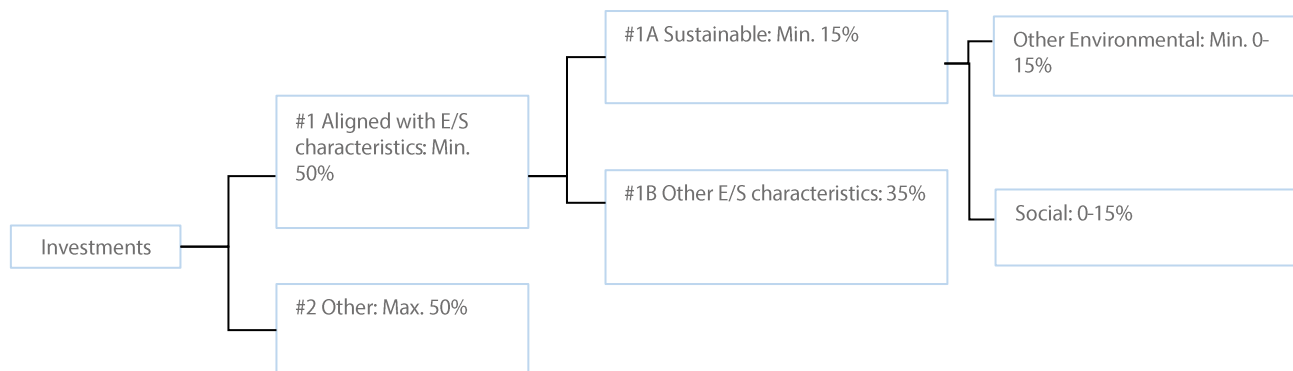 #1A Sustainable: Min. 15%
Other Environmental: Min. 0-
15%
#1 Aligned with E/S
characteristics: Min.
50%
#1B Other E/S characteristics: 35%
Social: 0-15%
Investments
#2 Other: Max. 50%